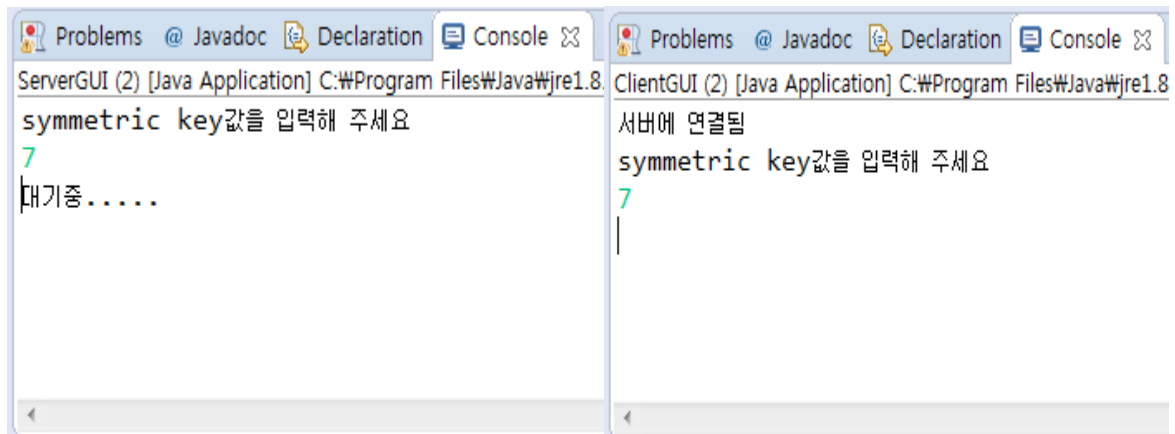 Problems @ Javadoc Declaration Console
ServerGUI (2) [Java Application] C:₩Program Files₩Java₩jre1.8.
symmetric key값을 입력해 주세요
7
대기중.....
Problems @ Javadoc Declaration Console
ClientGUI (2) [Java Application] C:₩Program Files₩Java₩jre1.8
서버에 연결됨
symmetric key값을 입력해 주세요
7